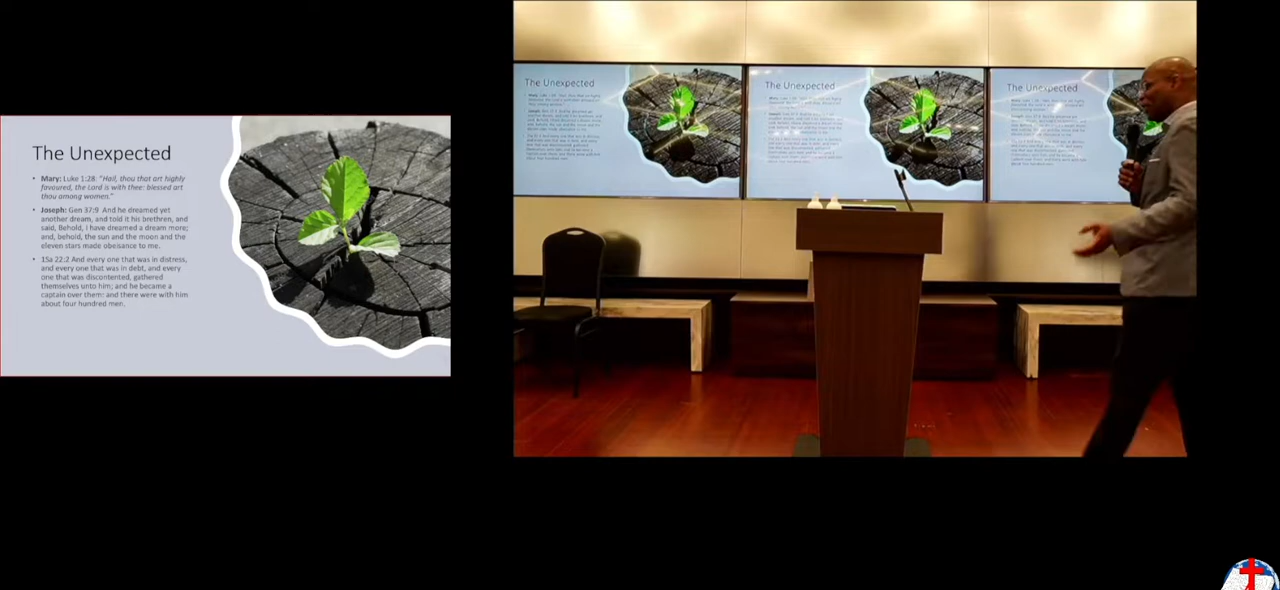 The Unexpected
• Mary: Luke 1:28: "Hail, thou that art highly
favoured, the Lord is with thee: blessed art
thou among women."
• Joseph: Gen 37:9 And he dreamed yet
another dream, and told it his brethren, and
said, Behold, I have dreamed a dream more;
and, behold, the sun and the moon and the
eleven stars made obeisance to me.
• 1Sa 22:2 And every one that was in distress,
and every one that was in debt, and every
one that was discontented, gathered
themselves unto him; and he became a
captain over them: and there were with him
about four hundred men.
The Unexpected
The Unexpected
The Unexpected